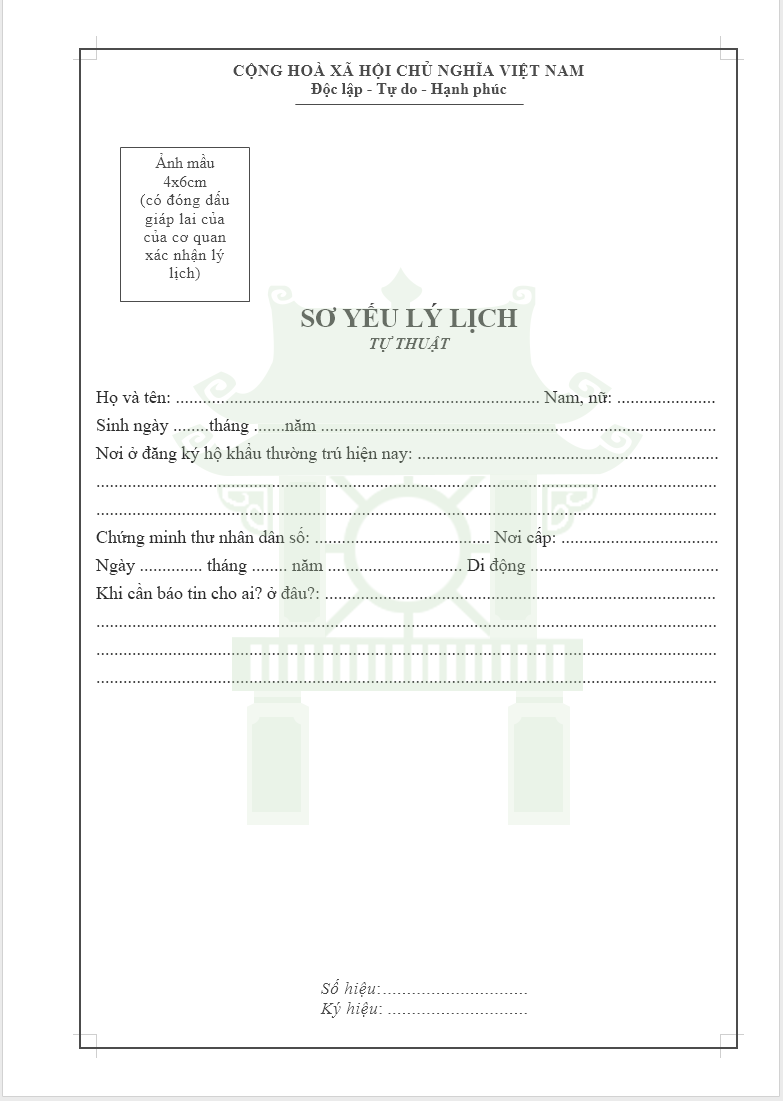 CỘNG HOÀ XÃ HỘI CHỦ NGHĨA VIỆT NAM
Độc lập - Tự do - Hạnh phúc
Ảnh mầu
4x6cm
(có đóng dấu
giáp lai của
của cơ quan
xác nhận lý
lịch)
SƠ YẾU LÝ LỊCH
TỰ THUẬT
Họ và tên: ................................................................................. Nam, nữ: ......................
Sinh ngày ........tháng .......năm ........................................................................................
Nơi ở đăng ký hộ khẩu thường trú hiện nay: ...................................................................
..........................................................................................................................................
..........................................................................................................................................
Chứng minh thư nhân dân số: ....................................... Nơi cấp: ...................................
Ngày .............. tháng ........ năm .............................. Di động ..........................................
Khi cần báo tin cho ai? ở đâu?: .......................................................................................
..........................................................................................................................................
..........................................................................................................................................
..........................................................................................................................................
Số hiệu:..............................
Ký hiệu: .............................